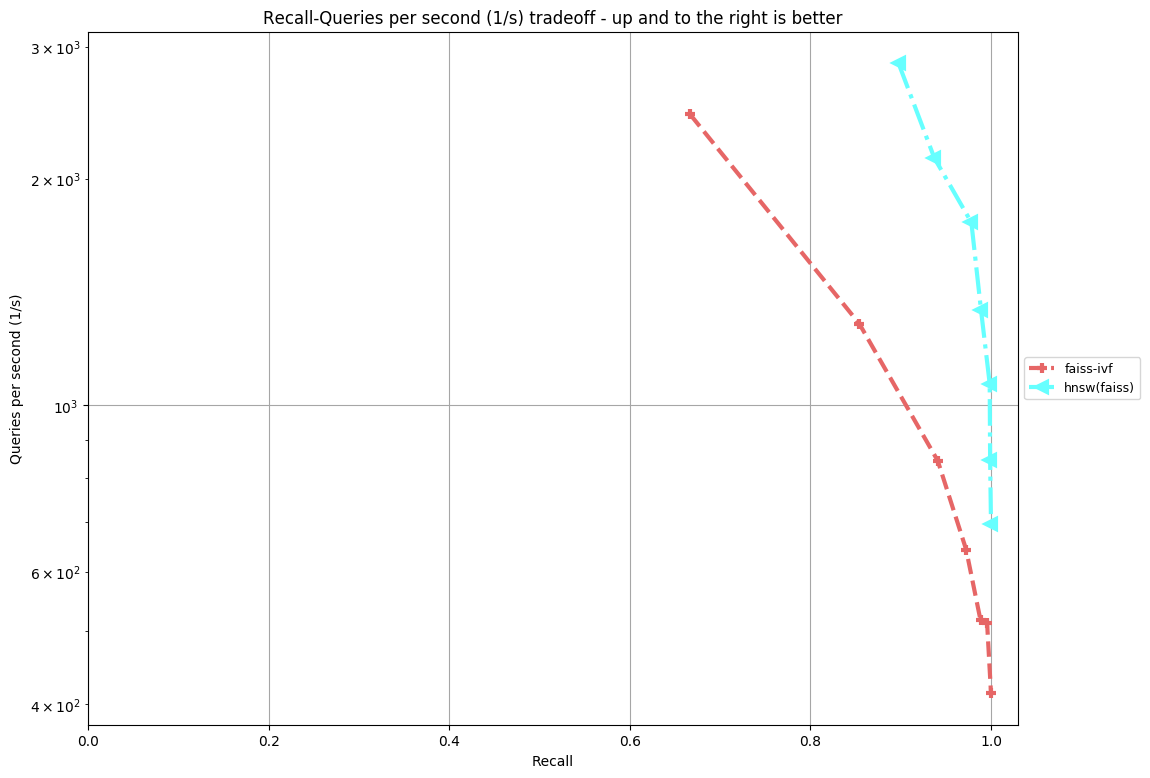 Recall-Queries per second (1/s) tradeoff - up and to the right is better
Queries per second (1/s)
3 × 10³
2 × 10³
10³
6 × 10²
4 × 10²
0.0 0.2 0.4 0.6 0.8 1.0
Recall
faiss-ivf
hnsw(faiss)